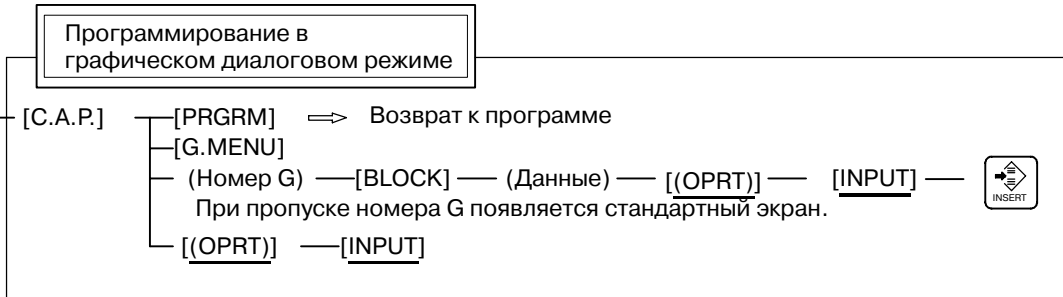 Программирование в
графическом диалоговом режиме
[C.A.P.] [PRGRM] Возврат к программе
[G.MENU]
(Номер G) [BLOCK] (Данные) [(OPRT)] [INPUT] INSERT
При пропуске номера G появляется стандартный экран.
[(OPRT)] [INPUT]